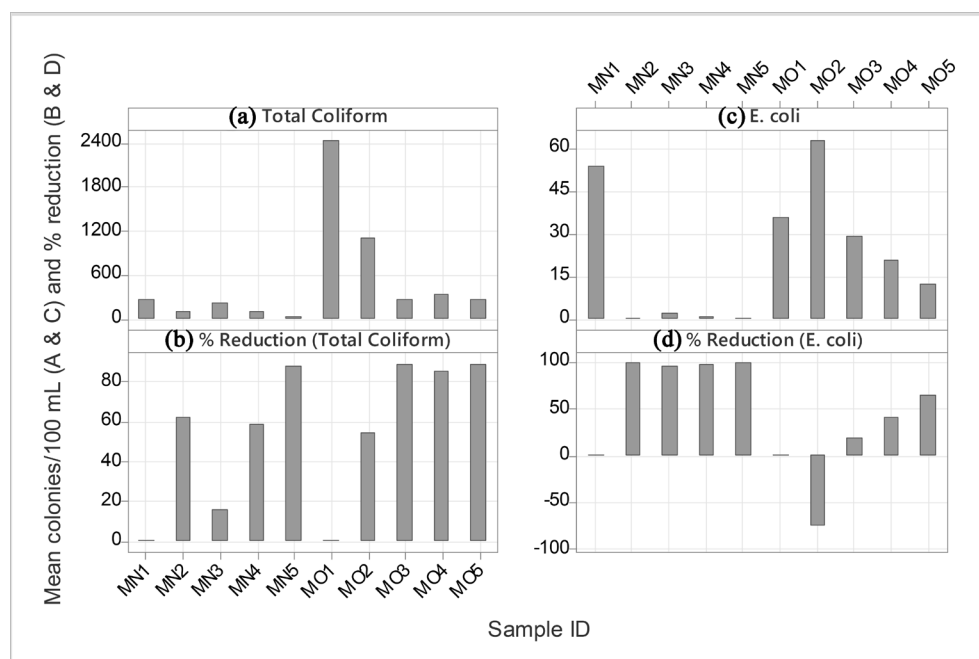 Mean colonies/100 mL (A & C) and % reduction (B & D)
(a) Total Coliform
2400
1800
1200
600
0
(b) % Reduction (Total Coliform)
80
60
40
20
0
MN1 MN2 MN3 MN4 MN5 MO1 MO2 MO3 MO4 MO5
MN1 MN2 MN3 MN4 MN5 MO1 MO2 MO3 MO4 MO5
(c) E. coli
60
45
30
15
0
(d) % Reduction (E. coli)
100
50
0
-50
-100
Sample ID